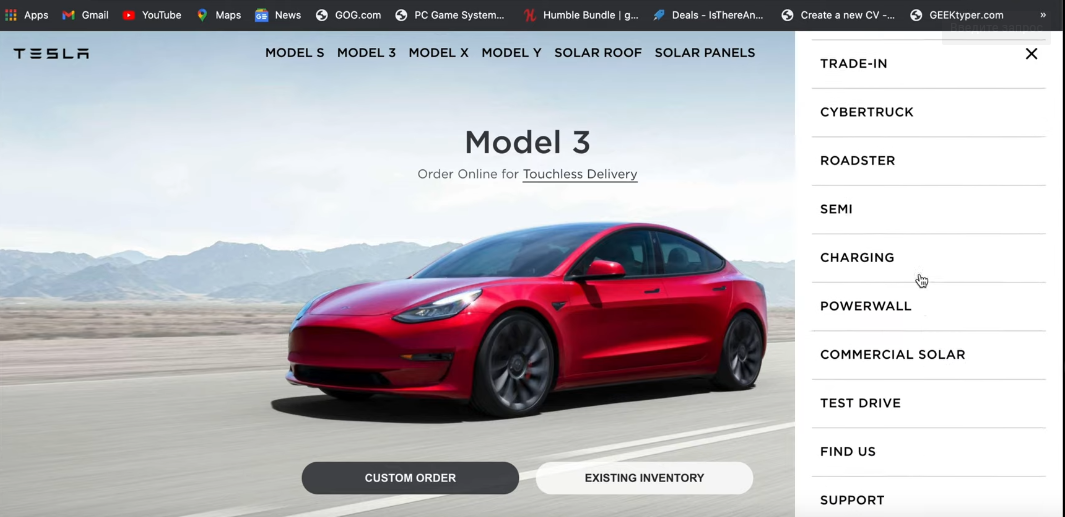 Apps Gmail YouTube Maps News GOG.com PC Game System... Humble Bundle | g... Deals - IsThereAn... Create a new CV -... GEEKtyper.com »
TESLA MODEL S MODEL 3 MODEL X MODEL Y SOLAR ROOF SOLAR PANELS
Model 3
Order Online for Touchless Delivery
CUSTOM ORDER EXISTING INVENTORY
TRADE-IN
CYBERTRUCK
ROADSTER
SEMI
CHARGING
POWERWALL
COMMERCIAL SOLAR
TEST DRIVE
FIND US
SUPPORT